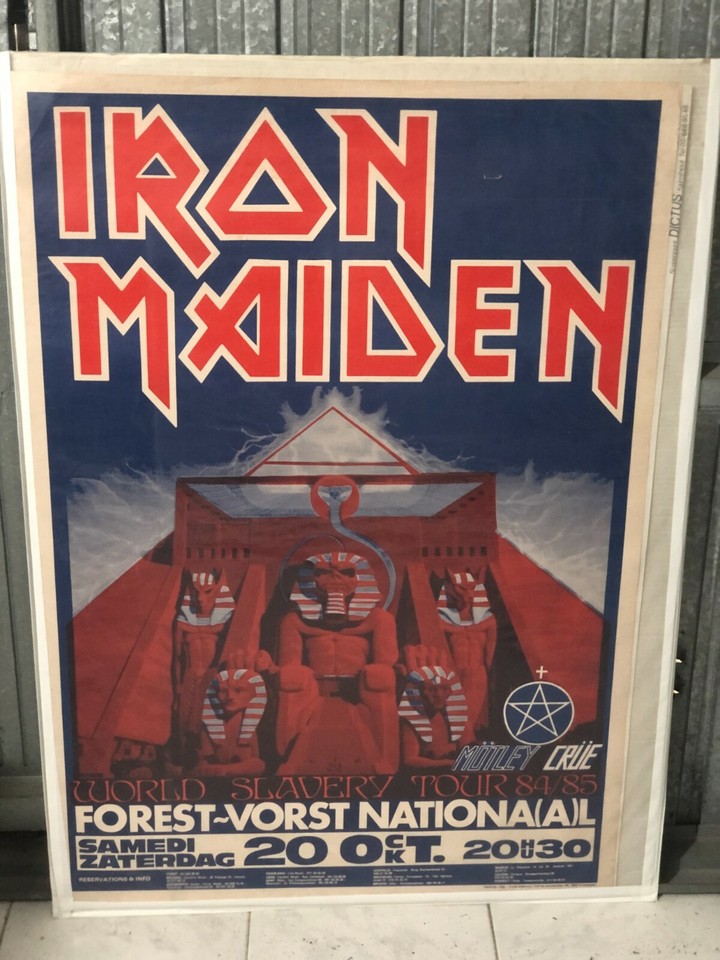 IRON
MAIDEN
MÖTLEY CRÜE
WORLD SLAVERY TOUR 84/85
FOREST~VORST NATIONA(A)L
SAMEDI
ZATERDAG
20 OCKT. 20H30
RESERVATIONS & INFO
DICTUS